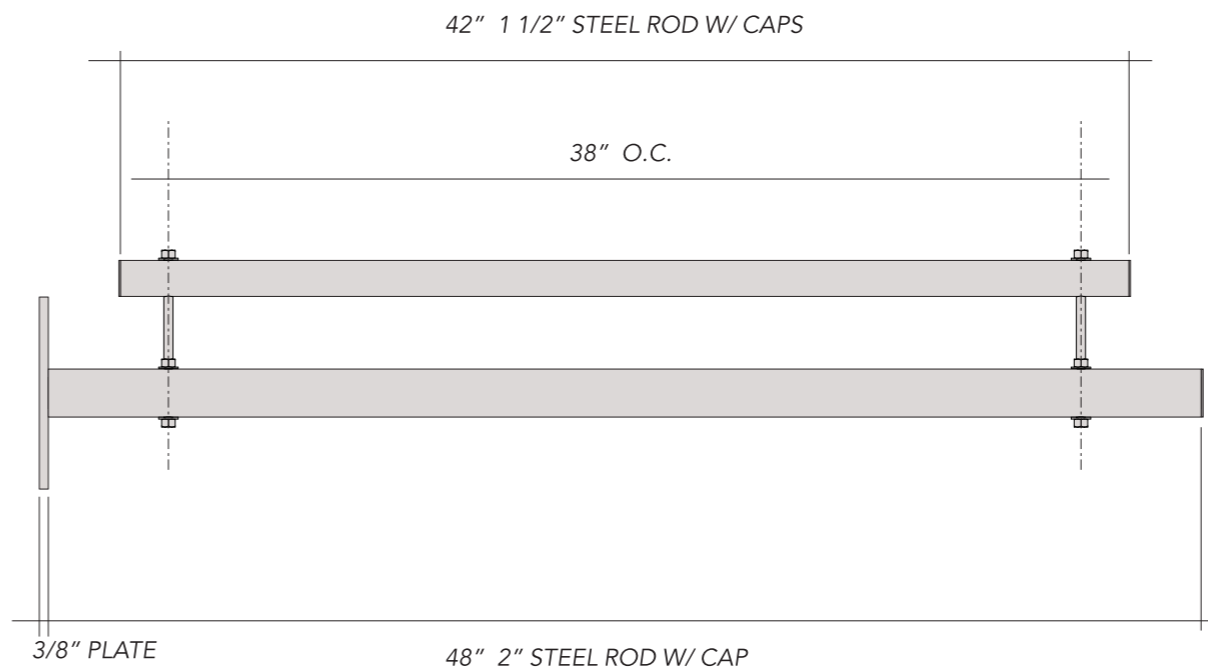 42" 1 1/2" STEEL ROD W/ CAPS
38" O.C.
3/8" PLATE
48" 2" STEEL ROD W/ CAP